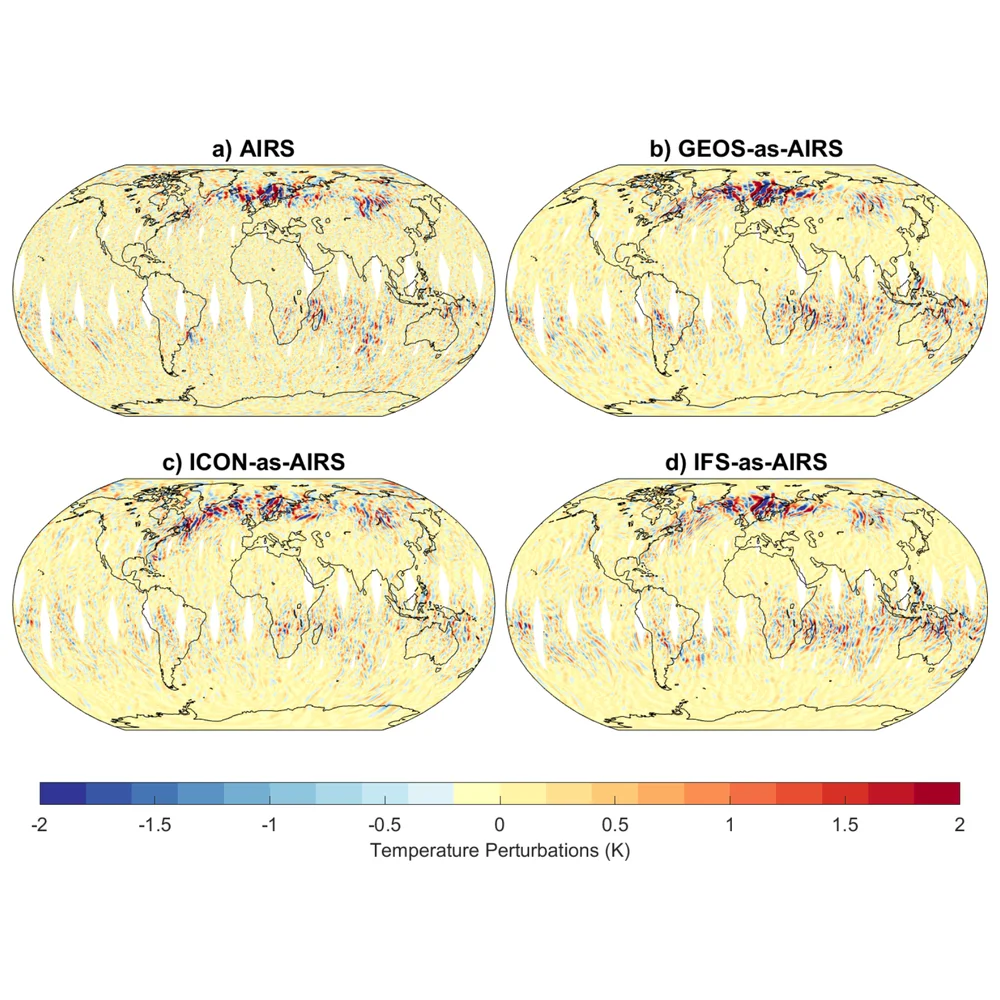 a) AIRS
b) GEOS-as-AIRS
c) ICON-as-AIRS
d) IFS-as-AIRS
-2 -1.5 -1 -0.5 0 0.5 1 1.5 2
Temperature Perturbations (K)